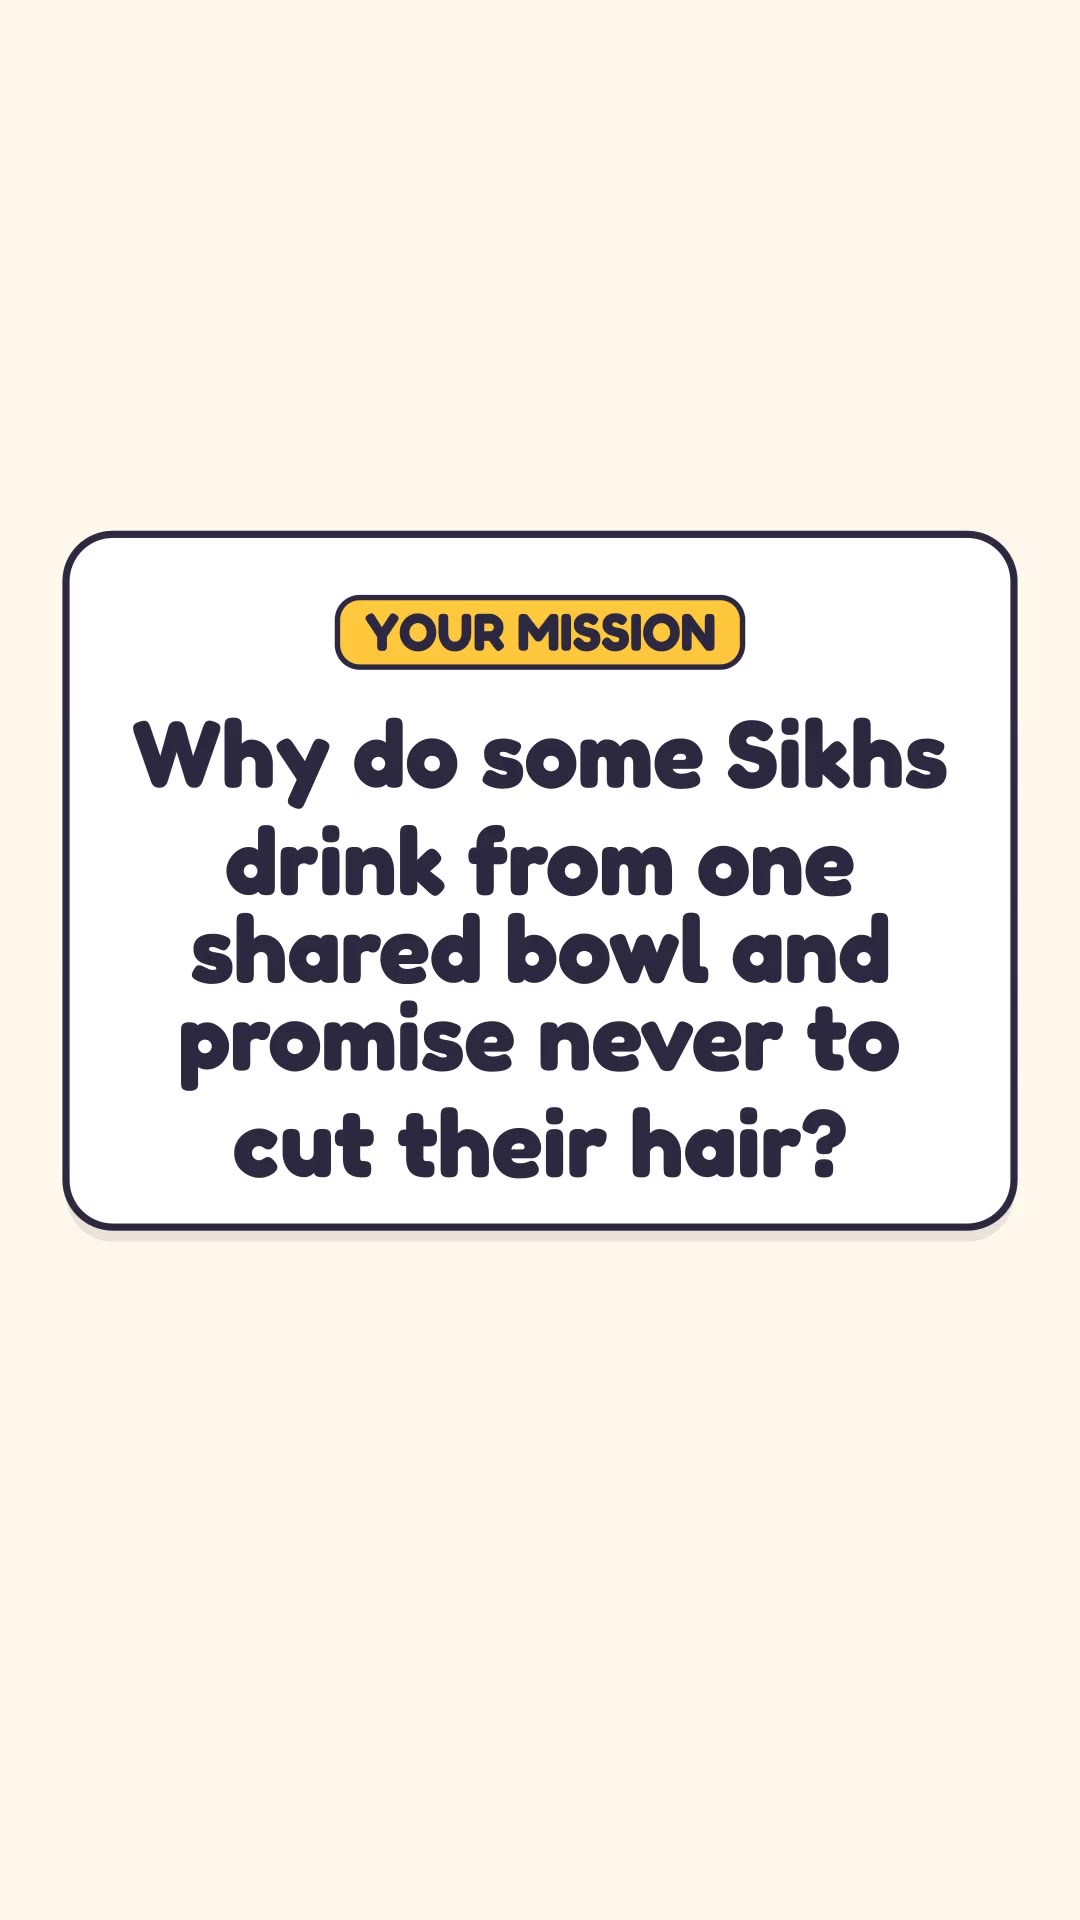 YOUR MISSION
Why do some Sikhs
drink from one
shared bowl and
promise never to
cut their hair?